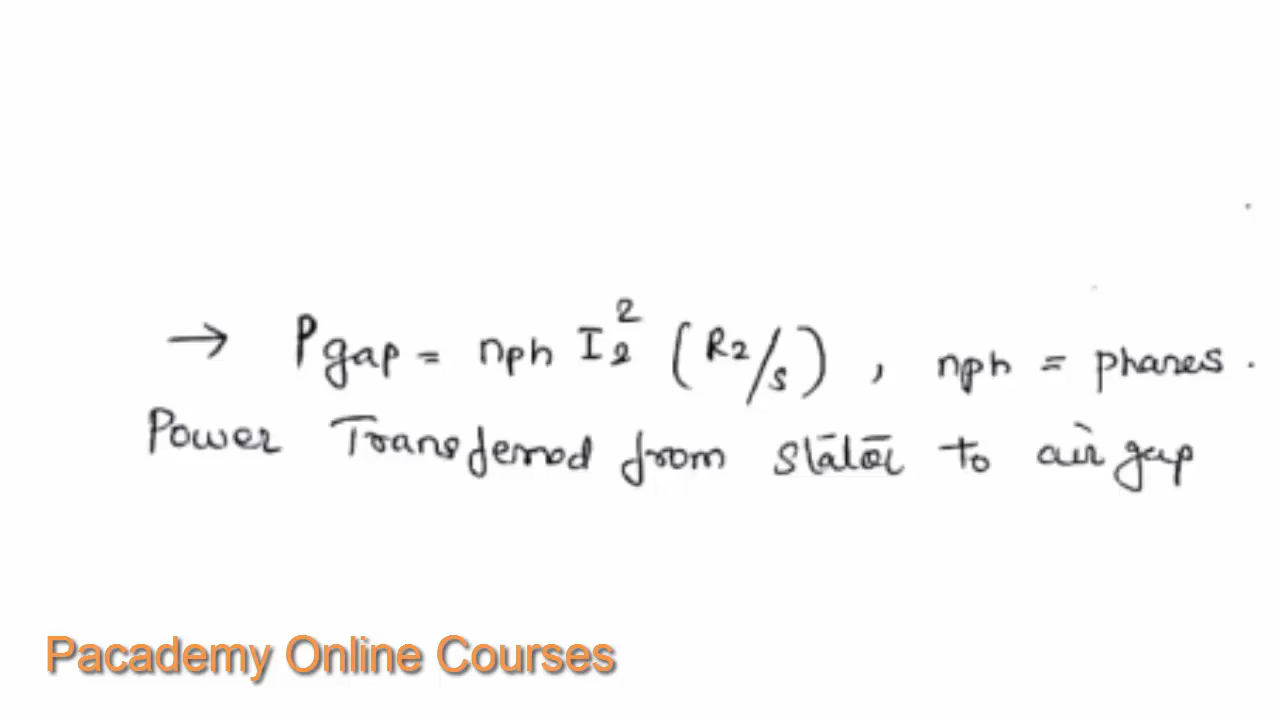 → Pgap = nph I₂² (R2/s), nph = phases.
Power Transferred from stator to air gap
Pacademy Online Courses